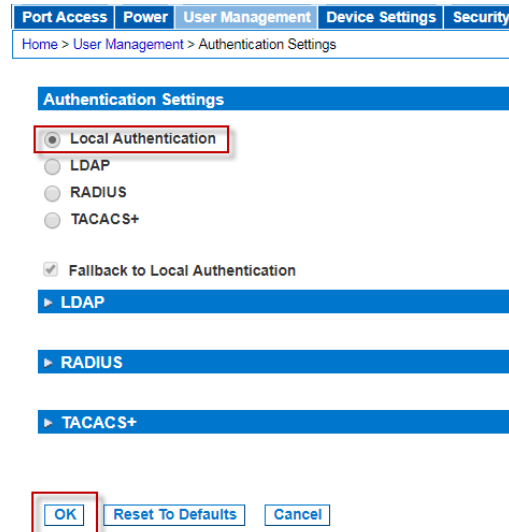 Port Access Power User Management Device Settings Security
Home > User Management > Authentication Settings
Authentication Settings
Local Authentication
LDAP
RADIUS
TACACS+
Fallback to Local Authentication
► LDAP
► RADIUS
► TACACS+
OK Reset To Defaults Cancel